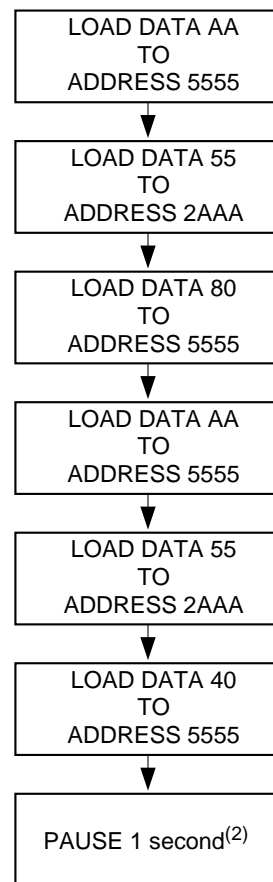 LOAD DATA AA
TO
ADDRESS 5555
LOAD DATA 55
TO
ADDRESS 2AAA
LOAD DATA 80
TO
ADDRESS 5555
LOAD DATA AA
TO
ADDRESS 5555
LOAD DATA 55
TO
ADDRESS 2AAA
LOAD DATA 40
TO
ADDRESS 5555
PAUSE 1 second(2)